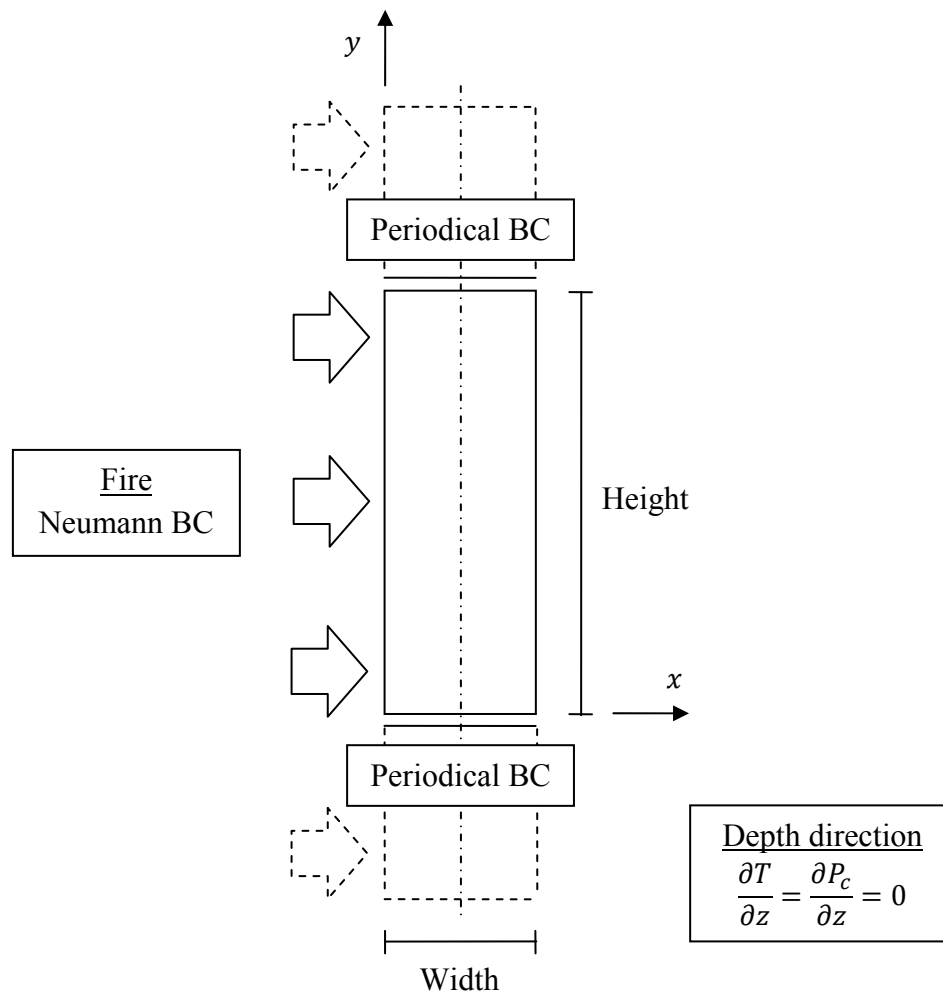 y
Periodical BC
Fire
Neumann BC
Height
x
Periodical BC
Depth direction
∂T/∂z = ∂P_c/∂z = 0
Width